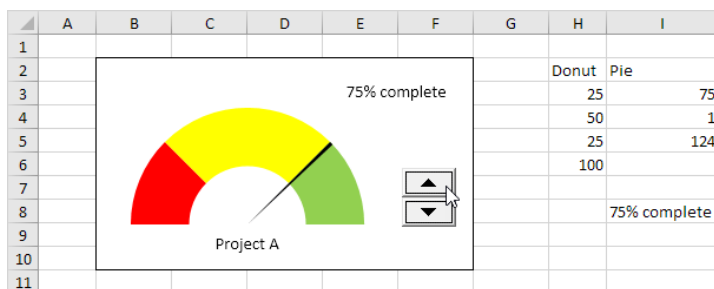 A B C D E F G H I
1
2 Donut Pie
3 75% complete 25 75
4 50 1
5 25 124
6 100
7
8 75% complete
9 Project A
10
11